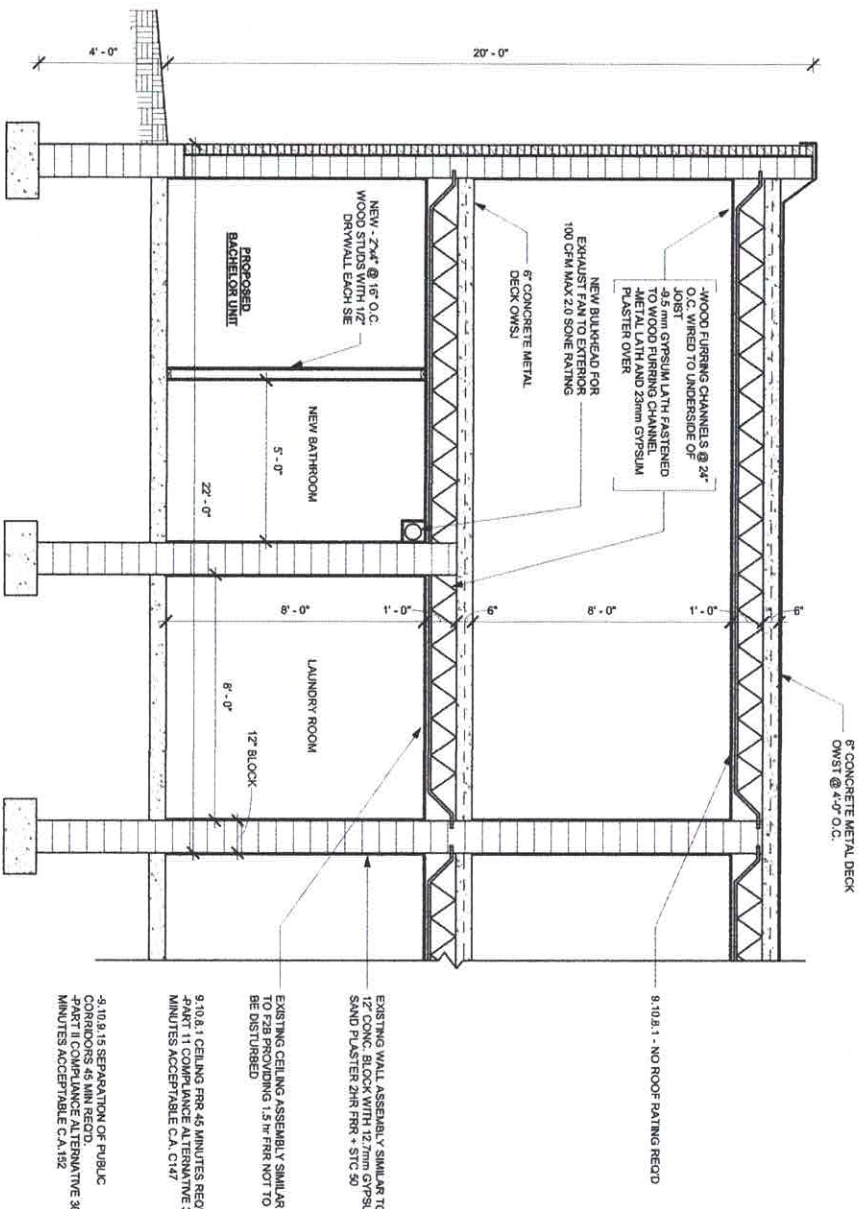 4' - 0"
20' - 0"
6" CONCRETE METAL DECK
OWST @ 4'-0" O.C.
-WOOD FURRING CHANNELS @ 24"
O.C. WIRED TO UNDERSIDE OF
JOIST
-9.5 mm GYPSUM LATH FASTENED
TO WOOD FURRING CHANNEL
-METAL LATH AND 23mm GYPSUM
PLASTER OVER
NEW BULKHEAD FOR
EXHAUST FAN TO EXTERIOR
100 CFM MAX 2.0 SONE RATING
6" CONCRETE METAL
DECK OWSJ
NEW - 2"x4" @ 16" O.C.
WOOD STUDS WITH 1/2"
DRYWALL EACH SIE
PROPOSED
BACHELOR UNIT
NEW BATHROOM
5' - 0"
22' - 0"
8' - 0"
1' - 0"
6"
8' - 0"
1' - 0"
6"
LAUNDRY ROOM
8' - 0"
12" BLOCK
9.10.8.1 - NO ROOF RATING REQ'D
EXISTING WALL ASSEMBLY SIMILAR TO
12" CONC. BLOCK WITH 12.7mm
SAND PLASTER 2HR FRR + STC 50
EXISTING CEILING ASSEMBLY SIMILAR
TO F2B PROVIDING 1.5 hr FRR NOT TO
BE DISTURBED
9.10.8.1 CEILING FRR 45 MINUTES
-PART 11 COMPLIANCE ALTERNATIVE
MINUTES ACCEPTABLE C.A. C147
-9.10.9.15 SEPARATION OF PUBLIC
CORRIDORS 45 MIN REQ'D.
-PART II COMPLIANCE ALTERNATIVE
MINUTES ACCEPTABLE C.A.152